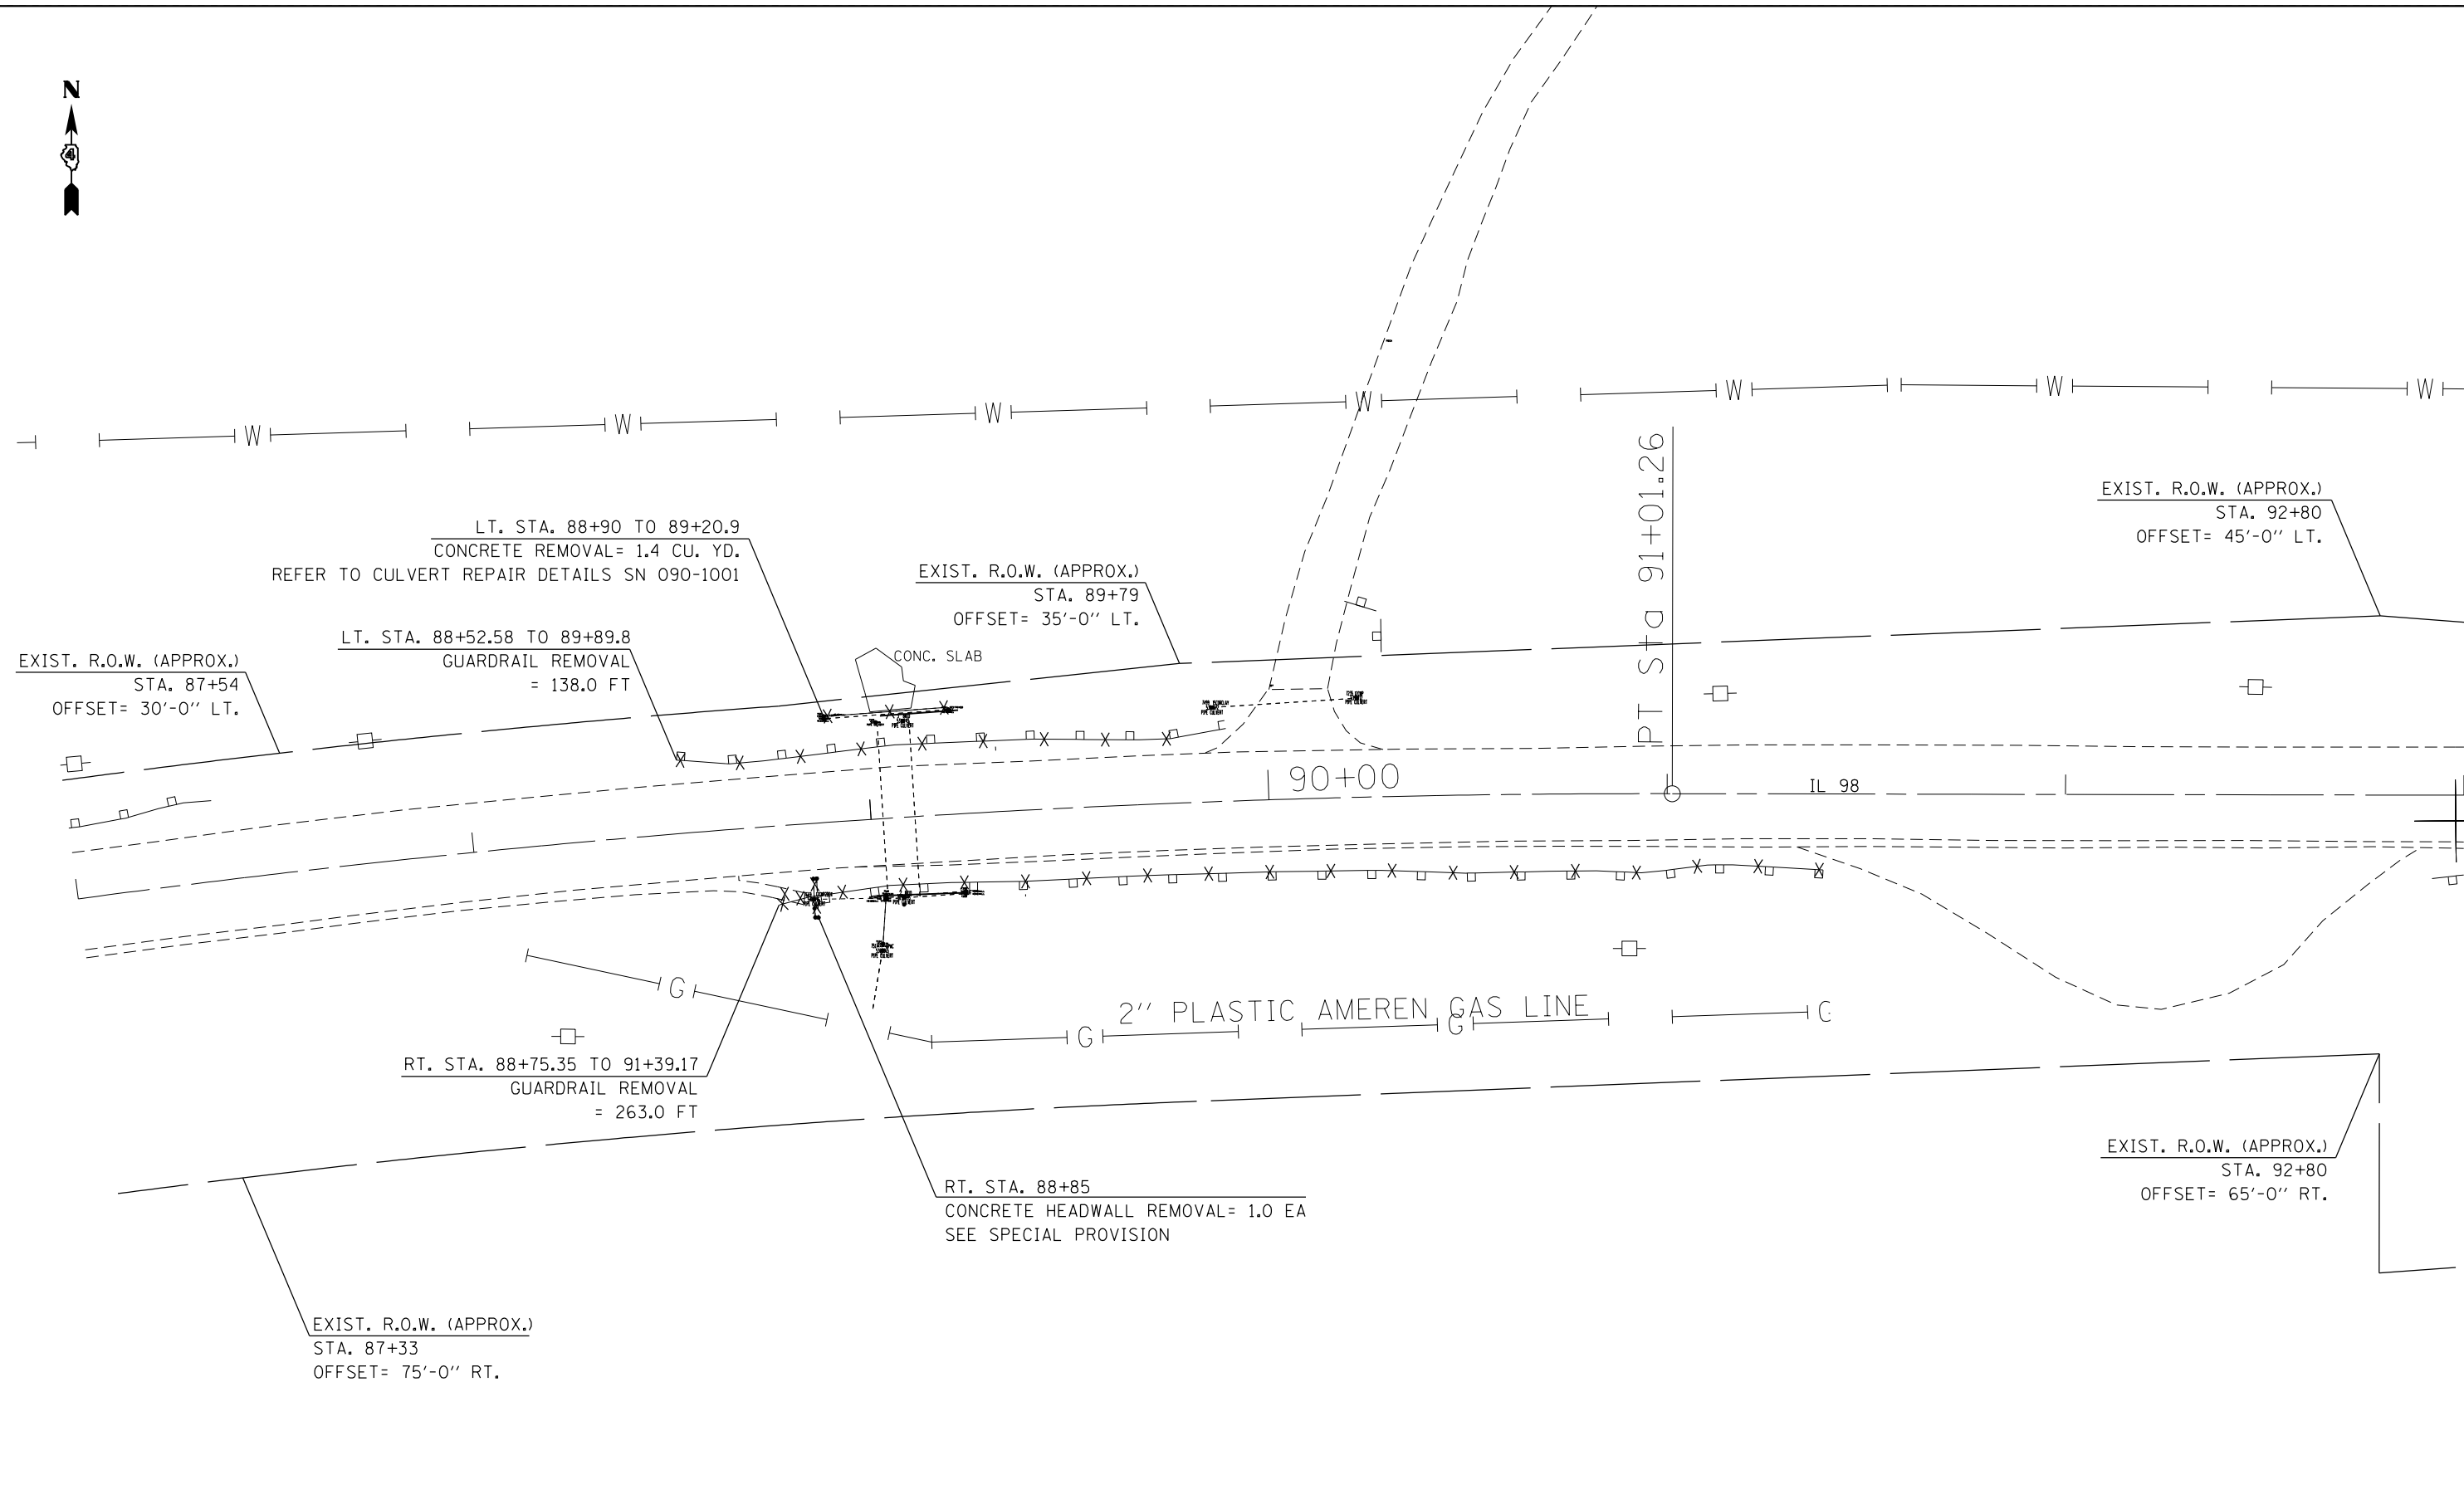 N
4
W
W
W
W
W
W
W
PT Sta 91+01.26
EXIST. R.O.W. (APPROX.)
STA. 92+80
OFFSET= 45'-0" LT.
LT. STA. 88+90 TO 89+20.9
CONCRETE REMOVAL= 1.4 CU. YD.
REFER TO CULVERT REPAIR DETAILS SN 090-1001
EXIST. R.O.W. (APPROX.)
STA. 89+79
OFFSET= 35'-0" LT.
LT. STA. 88+52.58 TO 89+89.8
GUARDRAIL REMOVAL
= 138.0 FT
EXIST. R.O.W. (APPROX.)
STA. 87+54
OFFSET= 30'-0" LT.
CONC. SLAB
90+00
IL 98
G
2" PLASTIC AMEREN GAS LINE
G
G
G
RT. STA. 88+75.35 TO 91+39.17
GUARDRAIL REMOVAL
= 263.0 FT
RT. STA. 88+85
CONCRETE HEADWALL REMOVAL= 1.0 EA
SEE SPECIAL PROVISION
EXIST. R.O.W. (APPROX.)
STA. 92+80
OFFSET= 65'-0" RT.
EXIST. R.O.W. (APPROX.)
STA. 87+33
OFFSET= 75'-0" RT.